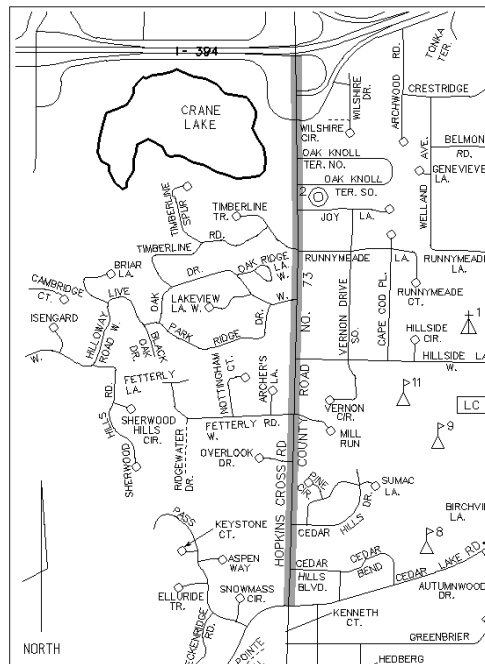 I- 394
TONKA
TER.
ARCHWOOD RD.
CRESTRIDGE
WILSHIRE DR.
CRANE
LAKE
WILSHIRE
CIR.
BELMON
RD.
OAK KNOLL
TER. NO.
GENEVIEVE
LA.
WELLAND AVE.
OAK KNOLL
2
TER. SO.
TIMBERLINE
SPUR
TIMBERLINE
TR.
JOY LA.
TIMBERLINE RD.
RUNNYMEADE LA.
RUNNYMEADE
LA.
BRIAR
LA.
OAK RIDGE
LA. W.
CAMBRIDGE
CT.
LIVE OAK DR.
LAKEVIEW
LA. W.
W.
RUNNYMEADE
CT.
ISENGARD
W.
HILLOWAY
ROAD W.
BLACK
OAK
DR.
PARK RIDGE DR.
VERNON DRIVE
SO.
CAPE COD PL.
HILLSIDE
CIR.
1
HILLSIDE LA.
W.
FETTERLY
LA.
NOTTINGHAM
CT.
ARCHER'S
LA.
11
LC
SHERWOOD HILLS RD.
SHERWOOD
HILLS
CIR.
FETTERLY RD.
W.
VERNON
CIR.
MILL
RUN
9
RIDGEWATER
DR.
OVERLOOK
DR.
HOPKINS CROSS RD
COUNTY ROAD NO. 73
PINE
CIR.
SUMAC
LA.
CEDAR HILLS DR.
PASS
KEYSTONE
CT.
BIRCHVI
LA.
8
ASPEN
WAY
CEDAR
HILLS
BLVD.
CEDAR
BEND
CEDAR LAKE RD.
ELLURIDE
TR.
SNOWMASS
CIR.
AUTUMNWOOD
DR.
KENNETH
CT.
ECKENRIDGE
RD.
POINTE
GREENBRIER
NORTH
HEDBERG